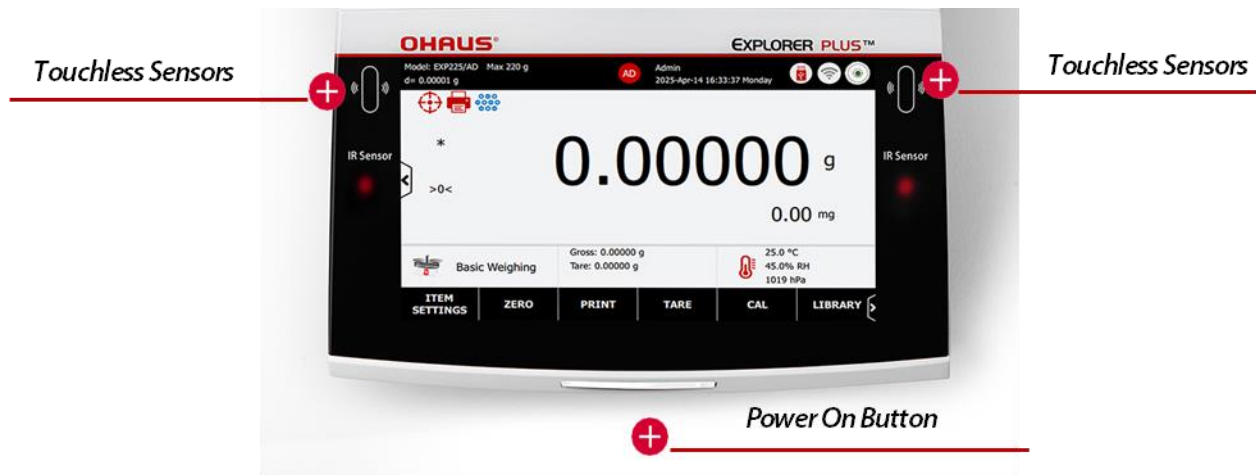 OHAUS®
EXPLORER PLUS™
Touchless Sensors
Touchless Sensors
Model: EXP225/AD Max 220 g
d= 0.00001 g
AD
Admin
2025-Apr-14 16:33:37 Monday
IR Sensor
IR Sensor
*
0.00000 g
>0<
0.00 mg
Basic Weighing
Gross: 0.00000 g
Tare: 0.00000 g
25.0 °C
45.0% RH
1019 hPa
ITEM SETTINGS
ZERO
PRINT
TARE
CAL
LIBRARY
Power On Button